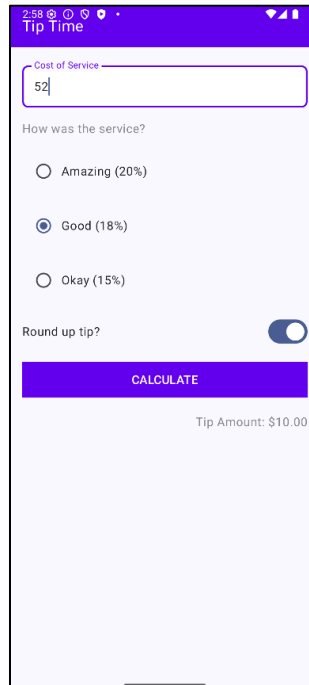 2:58
Tip Time
Cost of Service
52
How was the service?
Amazing (20%)
Good (18%)
Okay (15%)
Round up tip?
CALCULATE
Tip Amount: $10.00